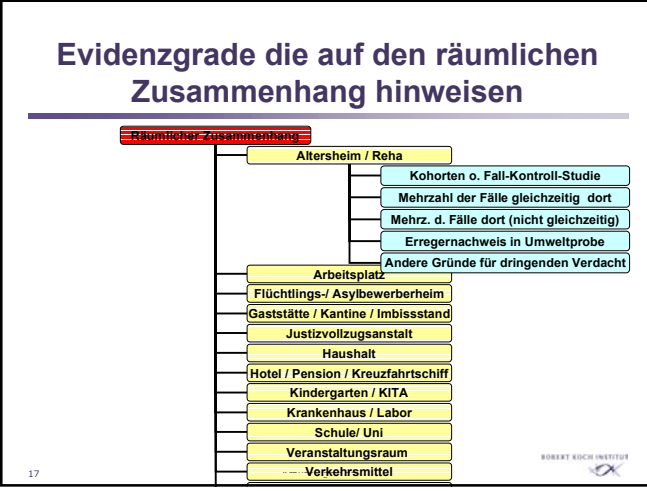 Evidenzgrade die auf den räumlichen
Zusammenhang hinweisen
Räumlicher Zusammenhang
Altersheim / Reha
Kohorten o. Fall-Kontroll-Studie
Mehrzahl der Fälle gleichzeitig dort
Mehrz. d. Fälle dort (nicht gleichzeitig)
Erregernachweis in Umweltprobe
Andere Gründe für dringenden Verdacht
Arbeitsplatz
Flüchtlings-/ Asylbewerberheim
Gaststätte / Kantine / Imbissstand
Justizvollzugsanstalt
Haushalt
Hotel / Pension / Kreuzfahrtschiff
Kindergarten / KITA
Krankenhaus / Labor
Schule/ Uni
Veranstaltungsraum
Verkehrsmittel
17
ROBERT KOCH INSTITUT